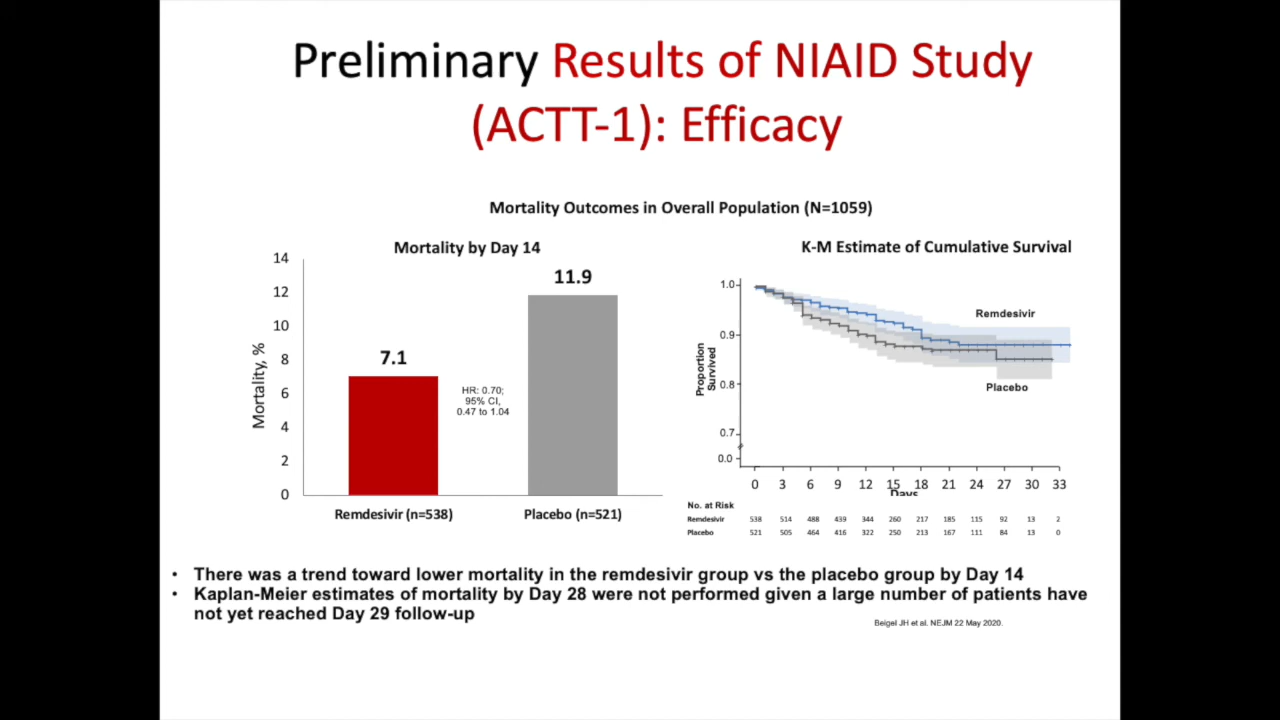 Preliminary Results of NIAID Study
(ACTT-1): Efficacy
Mortality Outcomes in Overall Population (N=1059)
Mortality by Day 14
14
12
10
8
6
4
2
0
Mortality, %
7.1
11.9
HR: 0.70;
95% CI,
0.47 to 1.04
Remdesivir (n=538)
Placebo (n=521)
K-M Estimate of Cumulative Survival
1.0
0.9
0.8
0.7
0.0
Proportion
Survived
Remdesivir
Placebo
0 3 6 9 12 15 18 21 24 27 30 33
Days
No. at Risk
Remdesivir 538 514 488 439 344 260 217 185 115 92 13 2
Placebo 521 505 464 416 322 250 213 167 111 84 13 0
• There was a trend toward lower mortality in the remdesivir group vs the placebo group by Day 14
• Kaplan-Meier estimates of mortality by Day 28 were not performed given a large number of patients have
not yet reached Day 29 follow-up
Beigel JH et al. NEJM 22 May 2020.